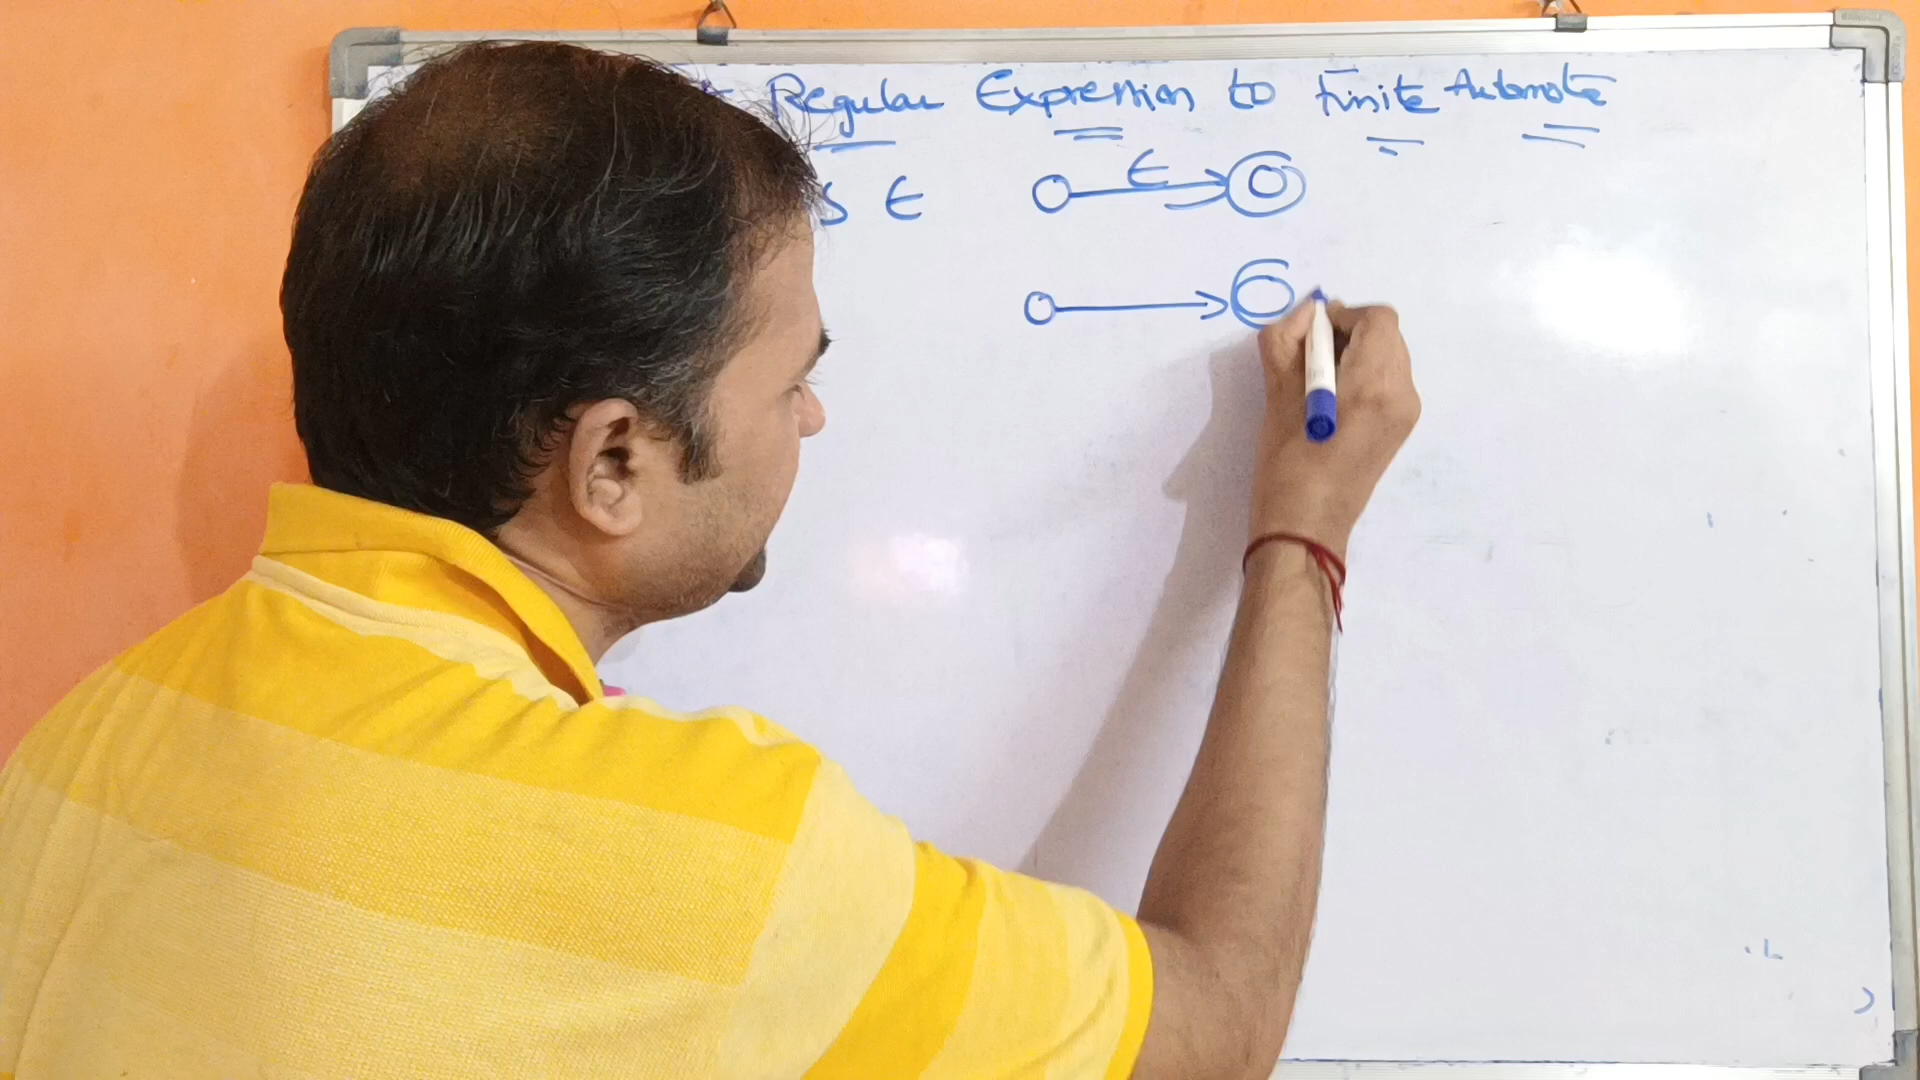 Regular Expression to Finite Automata
S ∈ ∈